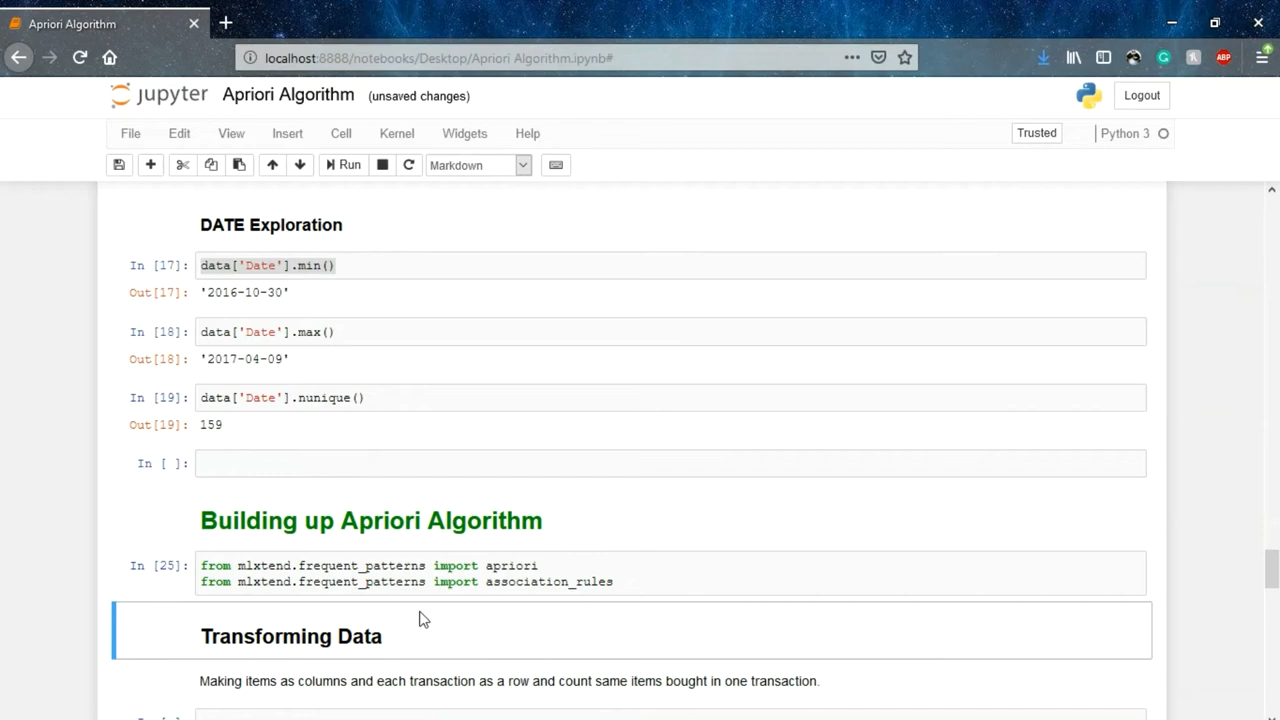 Apriori Algorithm
localhost:8888/notebooks/Desktop/Apriori Algorithm.ipynb#
ABP
jupyter Apriori Algorithm (unsaved changes)
Logout
File Edit View Insert Cell Kernel Widgets Help
Trusted
Python 3
Run
Markdown
DATE Exploration
In [17]: data['Date'].min()
Out[17]: '2016-10-30'
In [18]: data['Date'].max()
Out[18]: '2017-04-09'
In [19]: data['Date'].nunique()
Out[19]: 159
In [ ]:
Building up Apriori Algorithm
In [25]: from mlxtend.frequent_patterns import apriori
from mlxtend.frequent_patterns import association_rules
Transforming Data
Making items as columns and each transaction as a row and count same items bought in one transaction.